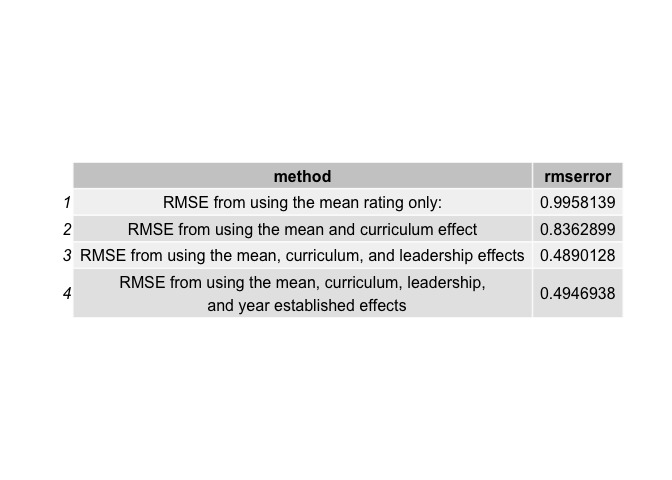 method rmserror
1 RMSE from using the mean rating only: 0.9958139
2 RMSE from using the mean and curriculum effect 0.8362899
3 RMSE from using the mean, curriculum, and leadership effects 0.4890128
4 RMSE from using the mean, curriculum, leadership,
and year established effects 0.4946938